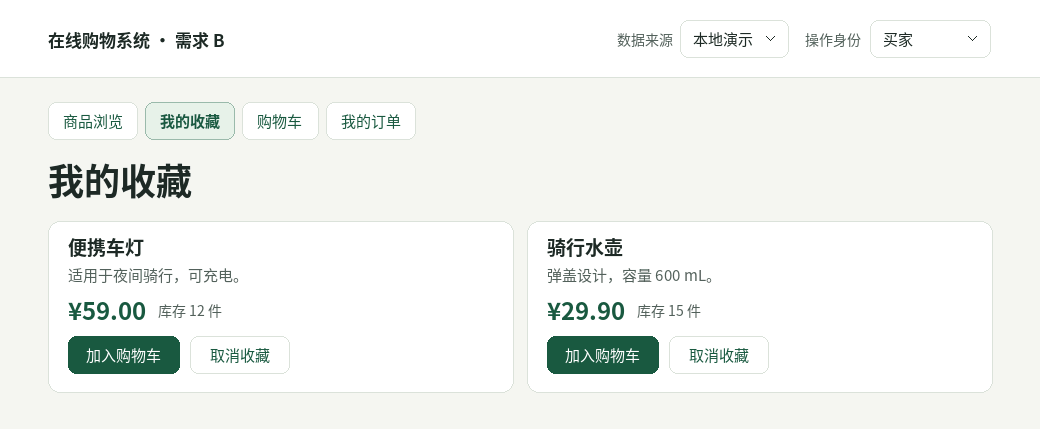 在线购物系统 · 需求 B
数据来源 本地演示 操作身份 买家
商品浏览 我的收藏 购物车 我的订单
我的收藏
便携车灯
适用于夜间骑行，可充电。
¥59.00 库存 12 件
加入购物车 取消收藏
骑行水壶
弹盖设计，容量 600 mL。
¥29.90 库存 15 件
加入购物车 取消收藏